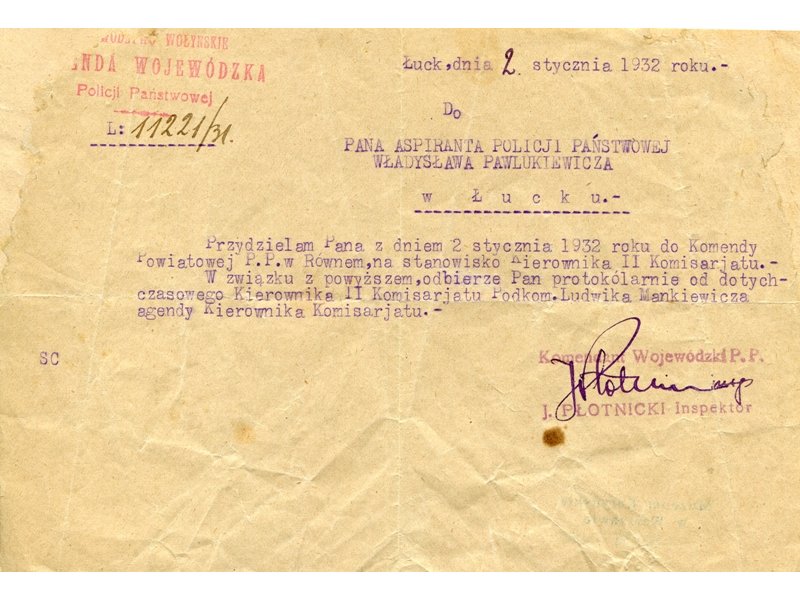 WOŁYŃSKIE
WOJEWÓDZKA
Policji Państwowej
L: 11221/31.
Łuck, dnia 2 stycznia 1932 roku.-
Do
PANA ASPIRANTA POLICJI PAŃSTWOWEJ
WŁADYSŁAWA PAWLUKIEWICZA
w Łucku.-
Przydzielam Pana z dniem 2 stycznia 1932 roku do Komendy
Powiatowej P.P.w Równem,na stanowisko Kierownika II Komisarjatu.-
W związku z powyższem,odbierze Pan protokólarnie od dotych-
czasowego Kierownika II Komisarjatu Podkom.Ludwika Mankiewicza
agendy Kierownika Komisarjatu.-
SC
Komendant Wojewódzki P.P.
J. PŁOTNICKI Inspektor